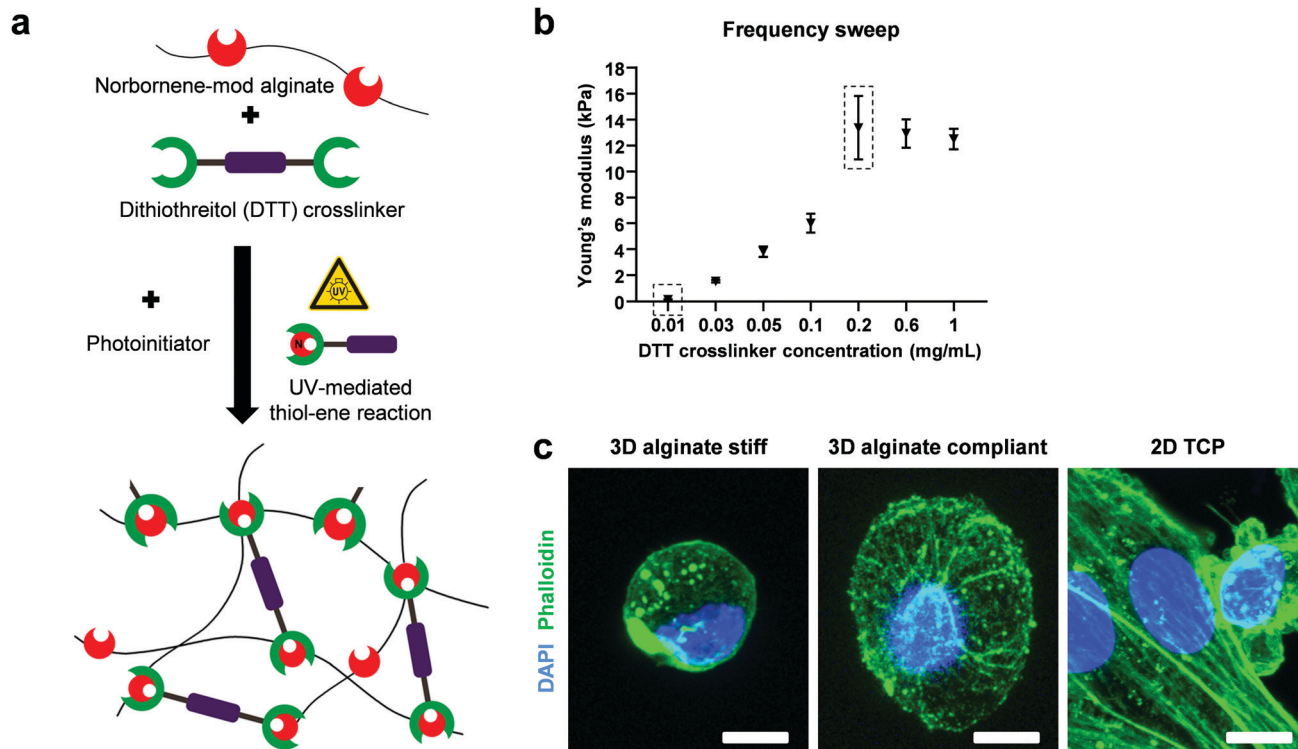 a
Norbornene-mod alginate
+
Dithiothreitol (DTT) crosslinker
+
Photoinitiator
UV
N
UV-mediated
thiol-ene reaction
b
Frequency sweep
Young's modulus (kPa)
18
16
14
12
10
8
6
4
2
0
0.01 0.03 0.05 0.1 0.2 0.6 1
DTT crosslinker concentration (mg/mL)
c
3D alginate stiff
3D alginate compliant
2D TCP
DAPI Phalloidin